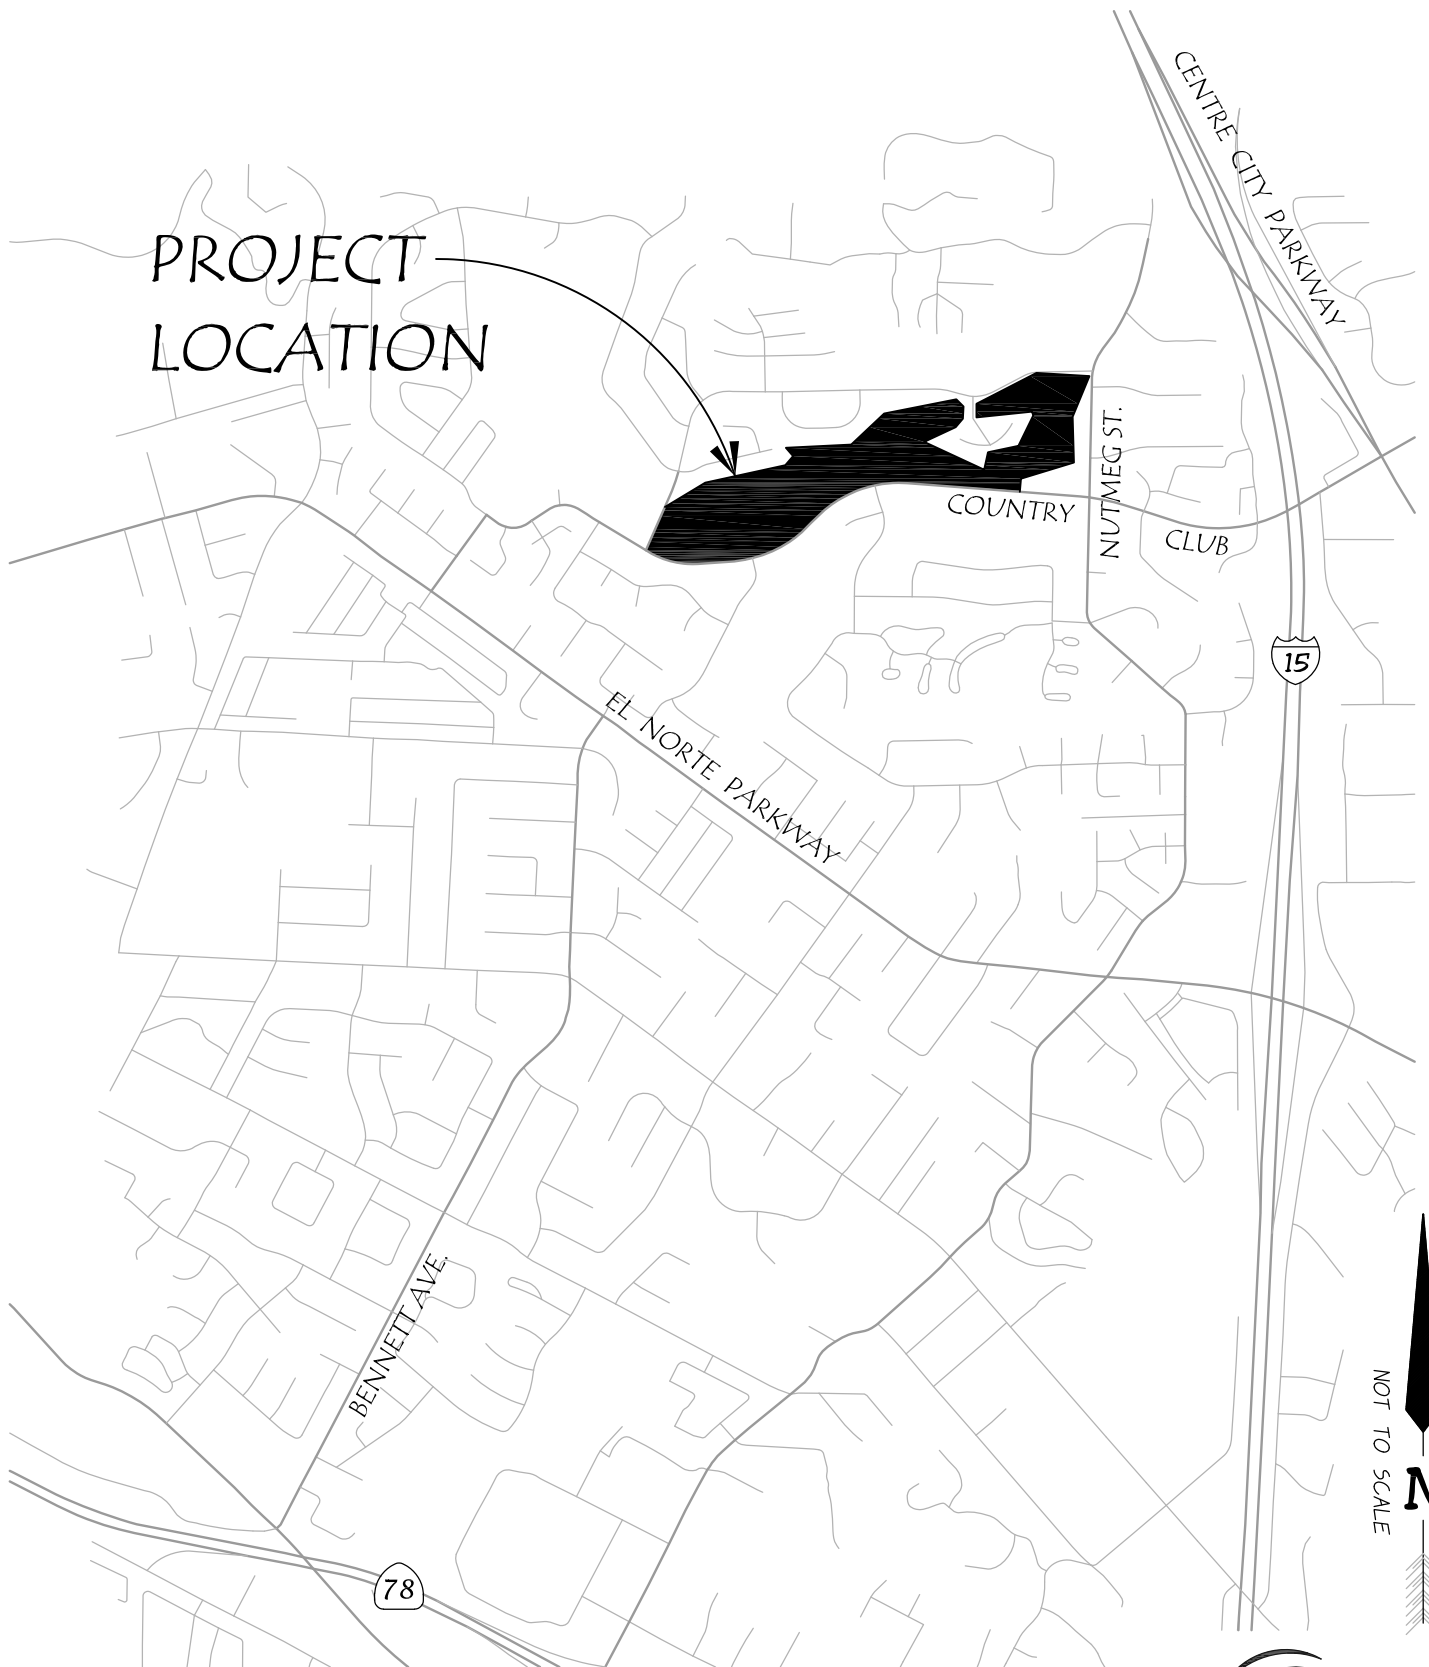 CENTRE CITY PARKWAY
PROJECT
LOCATION
NUTMEG ST.
COUNTRY
CLUB
15
EL NORTE PARKWAY
BENNETT AVE.
NOT TO SCALE
N
78